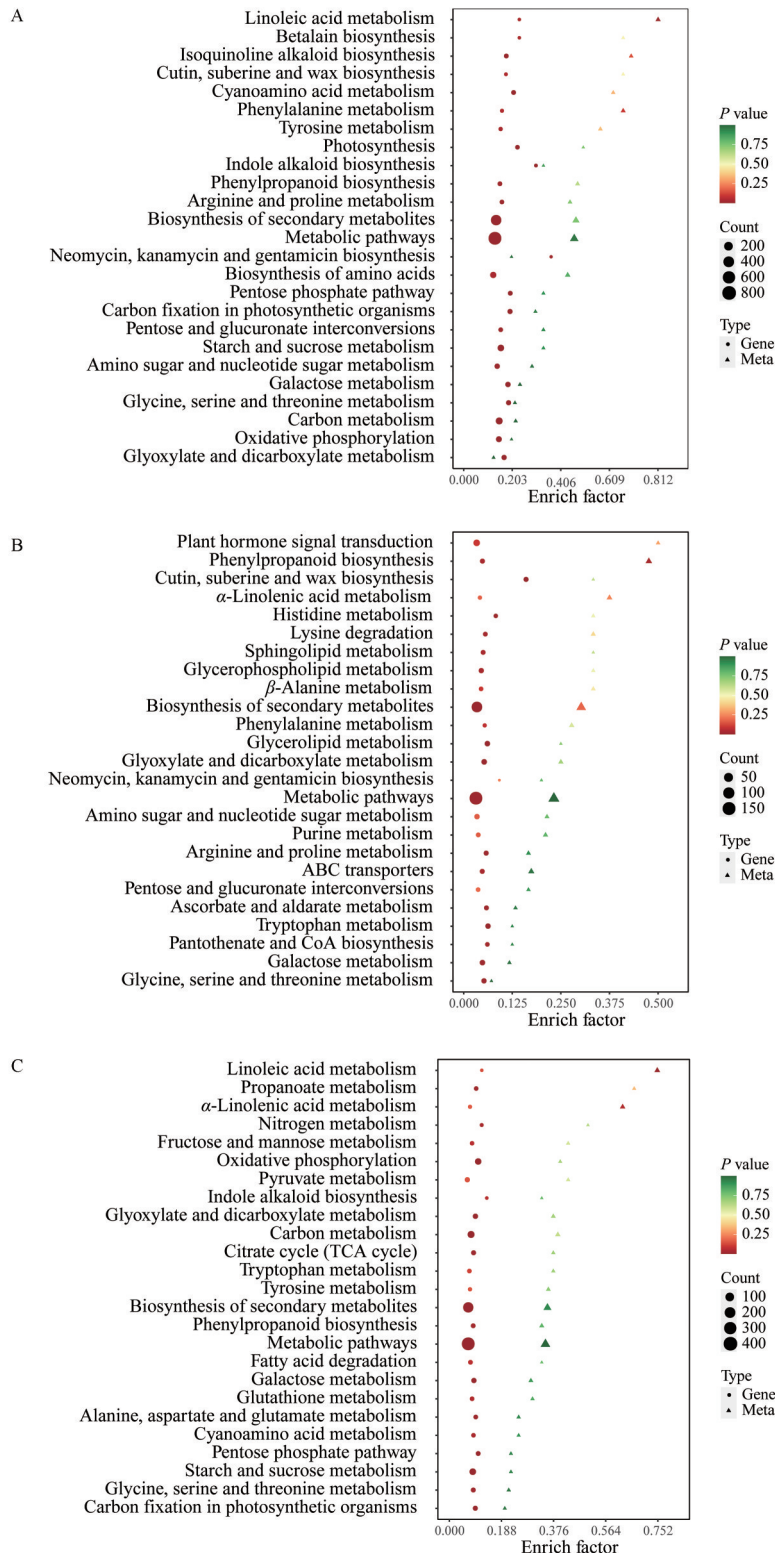 A
Linoleic acid metabolism
Betalain biosynthesis
Isoquinoline alkaloid biosynthesis
Cutin, suberine and wax biosynthesis
Cyanoamino acid metabolism
Phenylalanine metabolism
Tyrosine metabolism
Photosynthesis
Indole alkaloid biosynthesis
Phenylpropanoid biosynthesis
Arginine and proline metabolism
Biosynthesis of secondary metabolites
Metabolic pathways
Neomycin, kanamycin and gentamicin biosynthesis
Biosynthesis of amino acids
Pentose phosphate pathway
Carbon fixation in photosynthetic organisms
Pentose and glucuronate interconversions
Starch and sucrose metabolism
Amino sugar and nucleotide sugar metabolism
Galactose metabolism
Glycine, serine and threonine metabolism
Carbon metabolism
Oxidative phosphorylation
Glyoxylate and dicarboxylate metabolism
0.000 0.203 0.406 0.609 0.812
Enrich factor
P value
0.75
0.50
0.25
Count
200
400
600
800
Type
Gene
Meta
B
Plant hormone signal transduction
Phenylpropanoid biosynthesis
Cutin, suberine and wax biosynthesis
α-Linolenic acid metabolism
Histidine metabolism
Lysine degradation
Sphingolipid metabolism
Glycerophospholipid metabolism
β-Alanine metabolism
Biosynthesis of secondary metabolites
Phenylalanine metabolism
Glycerolipid metabolism
Glyoxylate and dicarboxylate metabolism
Neomycin, kanamycin and gentamicin biosynthesis
Metabolic pathways
Amino sugar and nucleotide sugar metabolism
Purine metabolism
Arginine and proline metabolism
ABC transporters
Pentose and glucuronate interconversions
Ascorbate and aldarate metabolism
Tryptophan metabolism
Pantothenate and CoA biosynthesis
Galactose metabolism
Glycine, serine and threonine metabolism
0.000 0.125 0.250 0.375 0.500
Enrich factor
P value
0.75
0.50
0.25
Count
50
100
150
Type
Gene
Meta
C
Linoleic acid metabolism
Propanoate metabolism
α-Linolenic acid metabolism
Nitrogen metabolism
Fructose and mannose metabolism
Oxidative phosphorylation
Pyruvate metabolism
Indole alkaloid biosynthesis
Glyoxylate and dicarboxylate metabolism
Carbon metabolism
Citrate cycle (TCA cycle)
Tryptophan metabolism
Tyrosine metabolism
Biosynthesis of secondary metabolites
Phenylpropanoid biosynthesis
Metabolic pathways
Fatty acid degradation
Galactose metabolism
Glutathione metabolism
Alanine, aspartate and glutamate metabolism
Cyanoamino acid metabolism
Pentose phosphate pathway
Starch and sucrose metabolism
Glycine, serine and threonine metabolism
Carbon fixation in photosynthetic organisms
0.000 0.188 0.376 0.564 0.752
Enrich factor
P value
0.75
0.50
0.25
Count
100
200
300
400
Type
Gene
Meta